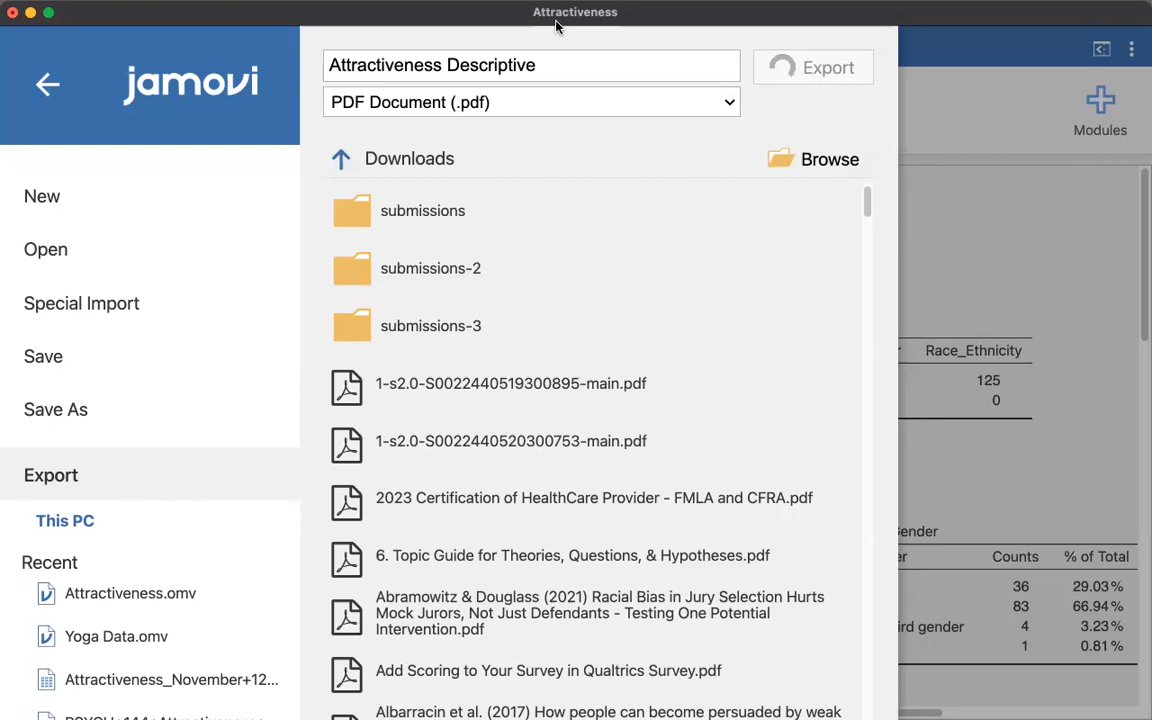 Attractiveness
jamovi
Attractiveness Descriptive
Export
PDF Document (.pdf)
Modules
Downloads
Browse
New
Open
Special Import
Save
Save As
Export
This PC
Recent
Attractiveness.omv
Yoga Data.omv
Attractiveness_November+12...
submissions
submissions-2
submissions-3
1-s2.0-S0022440519300895-main.pdf
1-s2.0-S0022440520300753-main.pdf
2023 Certification of HealthCare Provider - FMLA and CFRA.pdf
6. Topic Guide for Theories, Questions, & Hypotheses.pdf
Abramowitz & Douglass (2021) Racial Bias in Jury Selection Hurts
Mock Jurors, Not Just Defendants - Testing One Potential
Intervention.pdf
Add Scoring to Your Survey in Qualtrics Survey.pdf
Albarracin et al. (2017) How people can become persuaded by weak
Race_Ethnicity
125
0
Counts % of Total
36 29.03%
83 66.94%
gender 4 3.23%
1 0.81%